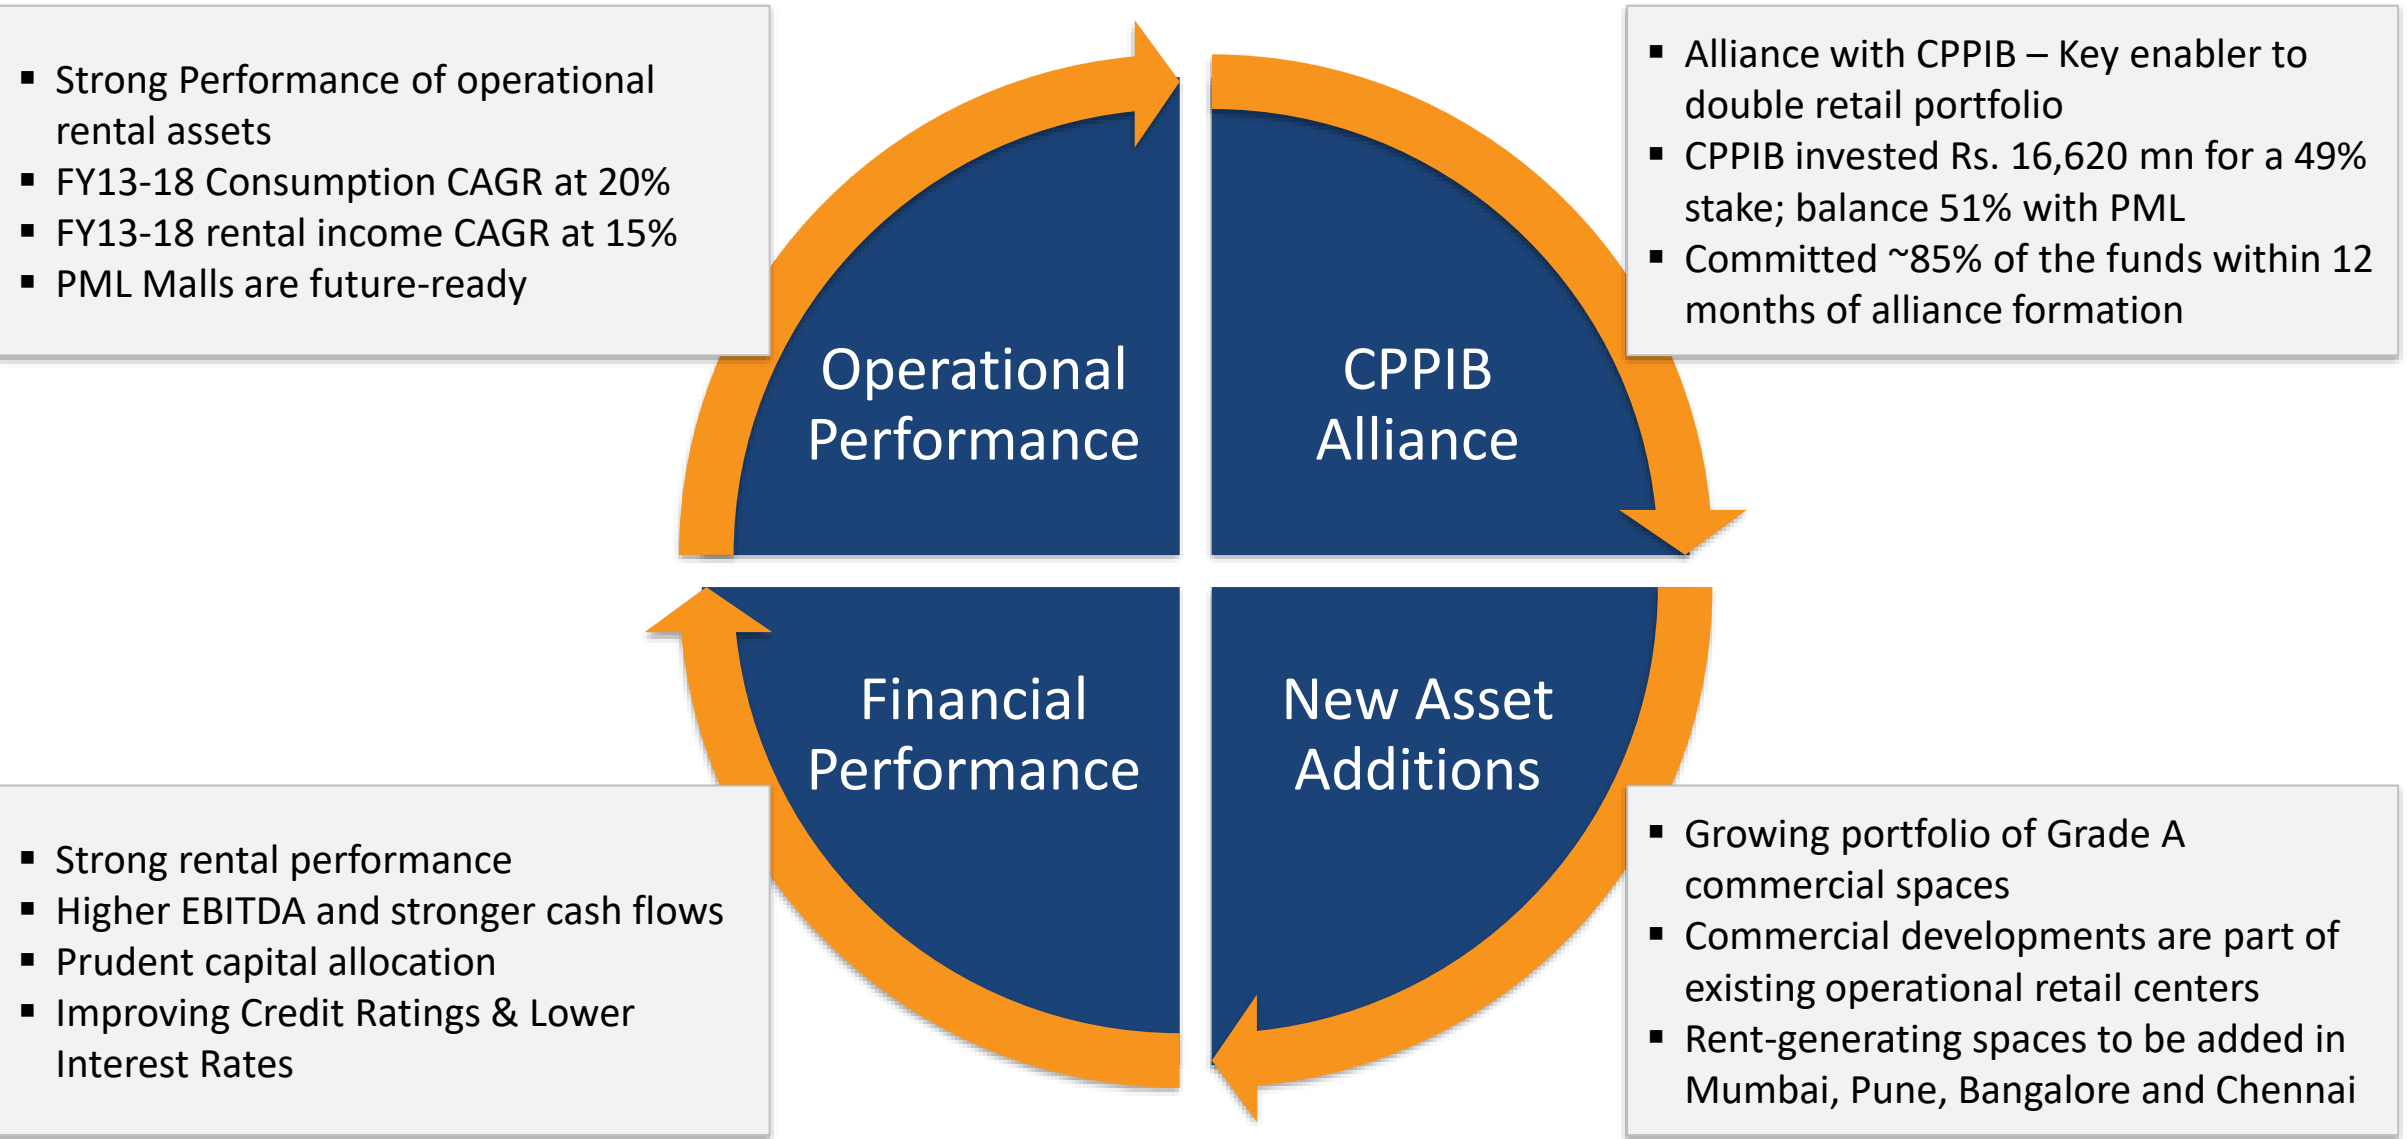 ▪ Strong Performance of operational
rental assets
▪ FY13-18 Consumption CAGR at 20%
▪ FY13-18 rental income CAGR at 15%
▪ PML Malls are future-ready
▪ Alliance with CPPIB – Key enabler to
double retail portfolio
▪ CPPIB invested Rs. 16,620 mn for a 49%
stake; balance 51% with PML
▪ Committed ~85% of the funds within 12
months of alliance formation
Operational
Performance
CPPIB
Alliance
Financial
Performance
New Asset
Additions
▪ Strong rental performance
▪ Higher EBITDA and stronger cash flows
▪ Prudent capital allocation
▪ Improving Credit Ratings & Lower
Interest Rates
▪ Growing portfolio of Grade A
commercial spaces
▪ Commercial developments are part of
existing operational retail centers
▪ Rent-generating spaces to be added in
Mumbai, Pune, Bangalore and Chennai